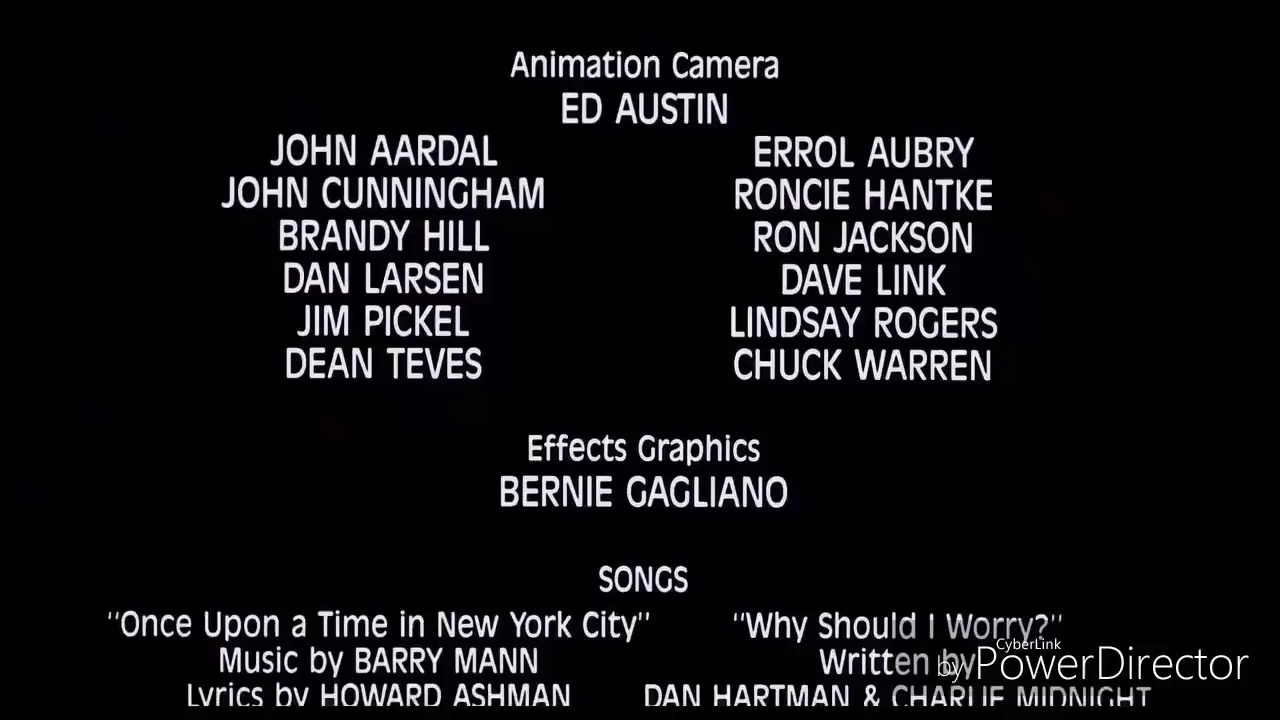 Animation Camera
ED AUSTIN
JOHN AARDAL ERROL AUBRY
JOHN CUNNINGHAM RONCIE HANTKE
BRANDY HILL RON JACKSON
DAN LARSEN DAVE LINK
JIM PICKEL LINDSAY ROGERS
DEAN TEVES CHUCK WARREN
Effects Graphics
BERNIE GAGLIANO
SONGS
"Once Upon a Time in New York City" "Why Should I Worry?"
Music by BARRY MANN Written by
Lyrics by HOWARD ASHMAN DAN HARTMAN & CHARLIE MIDNIGHT
CyberLink
by PowerDirector